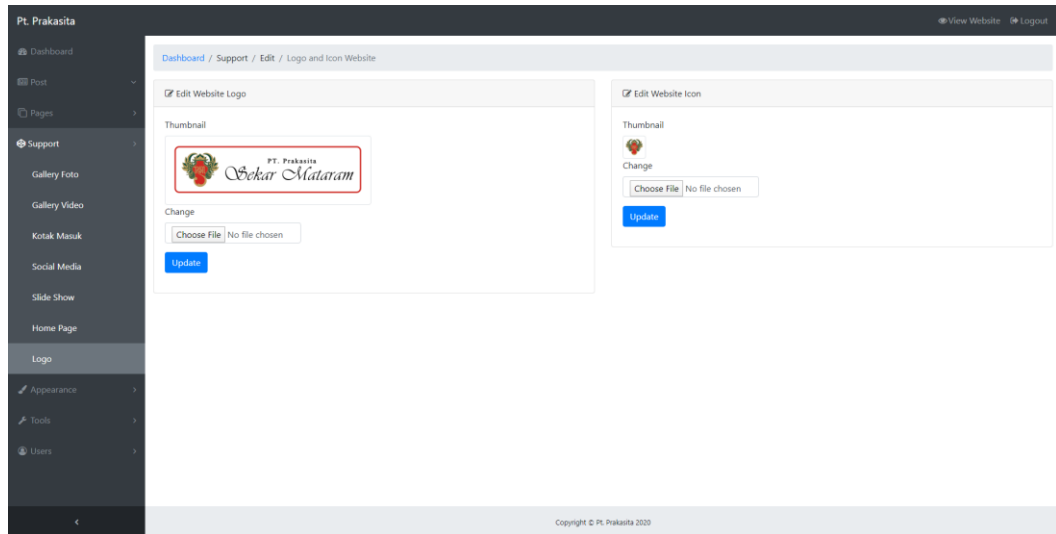 Pt. Prakasita
View Website Logout
Dashboard
Post
Pages
Support
Gallery Foto
Gallery Video
Kotak Masuk
Social Media
Slide Show
Home Page
Logo
Appearance
Tools
Users
Dashboard / Support / Edit / Logo and Icon Website
Edit Website Logo
Thumbnail
PT. Prakasita
Sekar Mataram
Change
Choose File No file chosen
Update
Edit Website Icon
Thumbnail
Change
Choose File No file chosen
Update
Copyright © Pt. Prakasita 2020